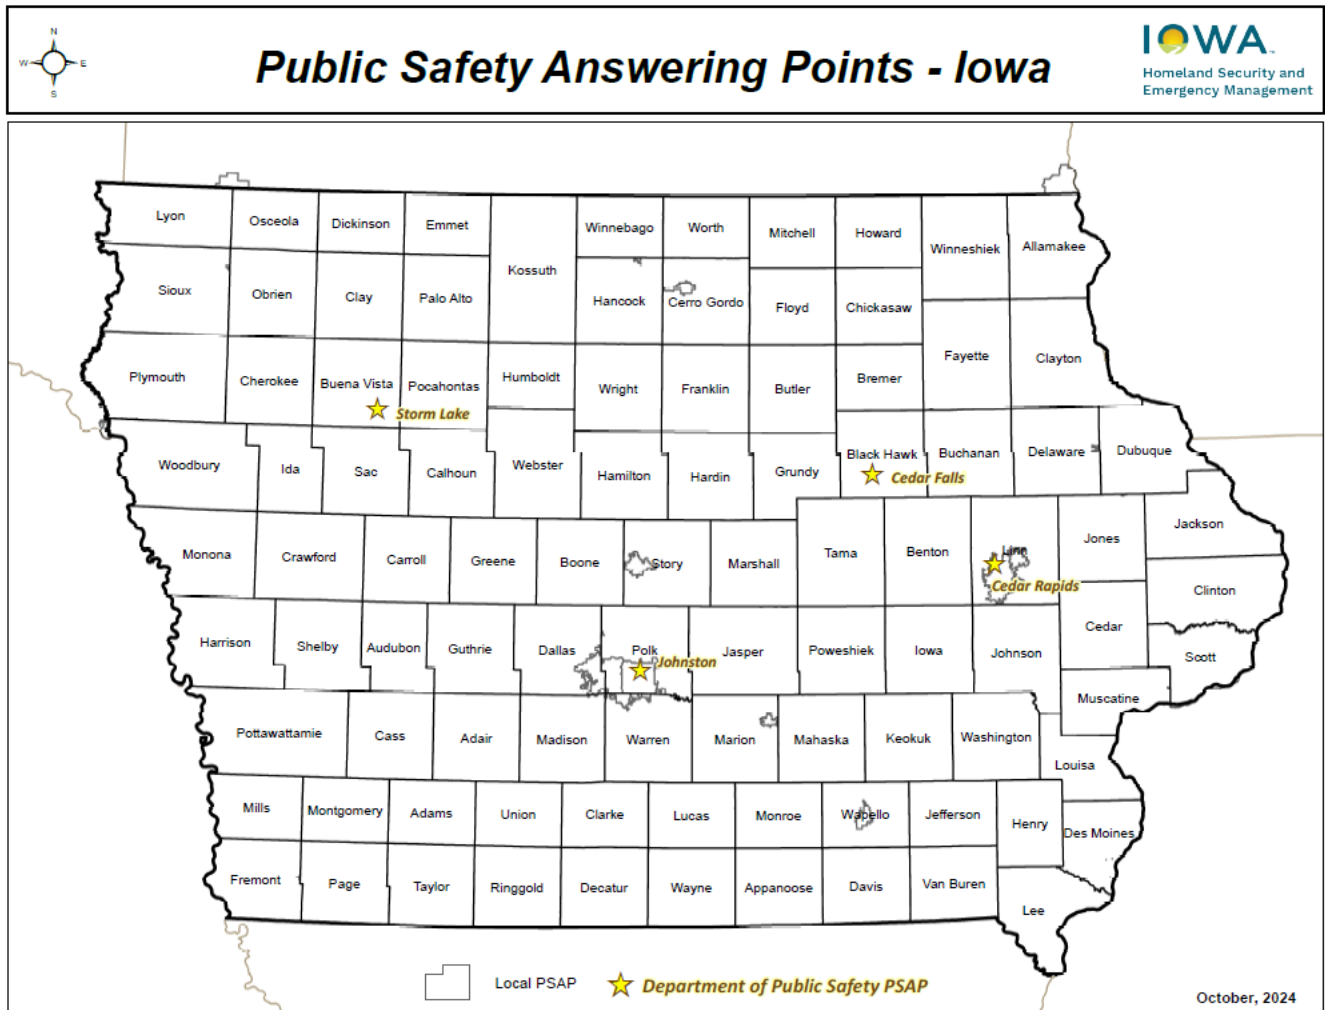 N
W
E
S
Public Safety Answering Points - Iowa
IOWA
Homeland Security and
Emergency Management
Lyon
Osceola
Dickinson
Emmet
Kossuth
Winnebago
Worth
Mitchell
Howard
Winneshiek
Allamakee
Sioux
Obrien
Clay
Palo Alto
Hancock
Cerro Gordo
Floyd
Chickasaw
Fayette
Clayton
Plymouth
Cherokee
Buena Vista
Pocahontas
Humboldt
Wright
Franklin
Butler
Bremer
Storm Lake
Woodbury
Ida
Sac
Calhoun
Webster
Hamilton
Hardin
Grundy
Black Hawk
Buchanan
Delaware
Dubuque
Cedar Falls
Monona
Crawford
Carroll
Greene
Boone
Story
Marshall
Tama
Benton
Linn
Jones
Jackson
Cedar Rapids
Clinton
Harrison
Shelby
Audubon
Guthrie
Dallas
Polk
Johnston
Jasper
Poweshiek
Iowa
Johnson
Cedar
Scott
Muscatine
Pottawattamie
Cass
Adair
Madison
Warren
Marion
Mahaska
Keokuk
Washington
Louisa
Mills
Montgomery
Adams
Union
Clarke
Lucas
Monroe
Wapello
Jefferson
Henry
Des Moines
Fremont
Page
Taylor
Ringgold
Decatur
Wayne
Appanoose
Davis
Van Buren
Lee
Local PSAP
Department of Public Safety PSAP
October, 2024